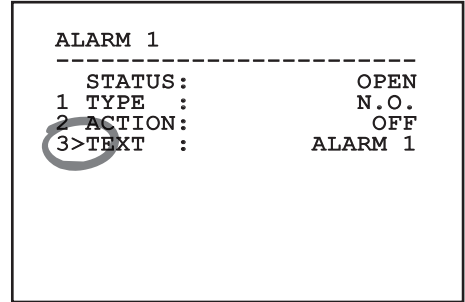 ALARM 1
-------------------------
STATUS: OPEN
1 TYPE : N.O.
2 ACTION: OFF
3>TEXT : ALARM 1